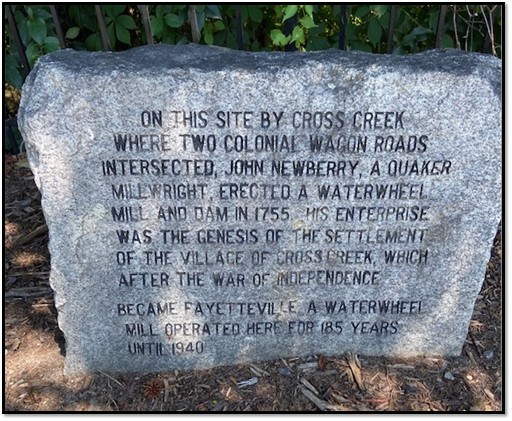 ON THIS SITE BY CROSS CREEK
WHERE TWO COLONIAL WAGON ROADS
INTERSECTED, JOHN NEWBERRY, A QUAKER
MILLWRIGHT, ERECTED A WATERWHEEL
MILL AND DAM IN 1755. HIS ENTERPRISE
WAS THE GENESIS OF THE SETTLEMENT
OF THE VILLAGE OF CROSS CREEK, WHICH
AFTER THE WAR OF INDEPENDENCE
BECAME FAYETTEVILLE. A WATERWHEEL
MILL OPERATED HERE FOR 185 YEARS
UNTIL 1940